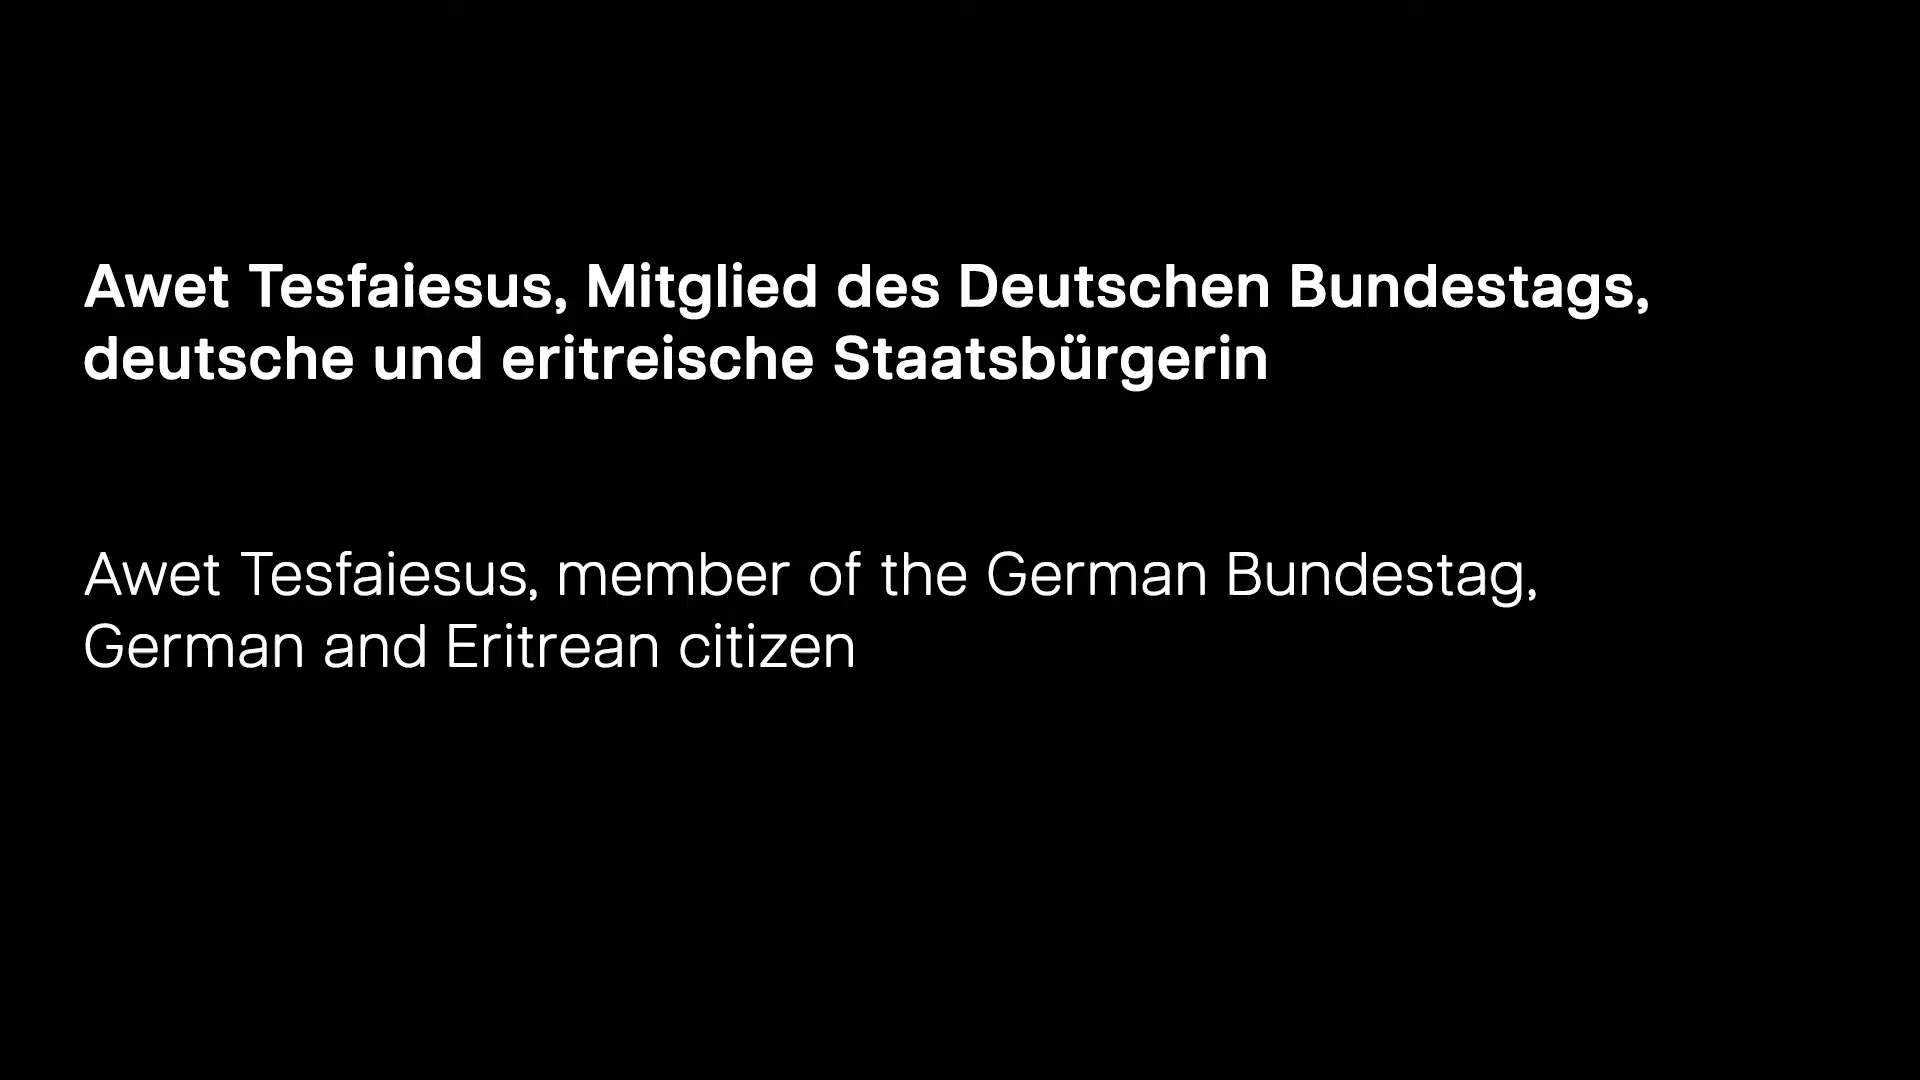 Awet Tesfaiesus, Mitglied des Deutschen Bundestags,
deutsche und eritreische Staatsbürgerin
Awet Tesfaiesus, member of the German Bundestag,
German and Eritrean citizen